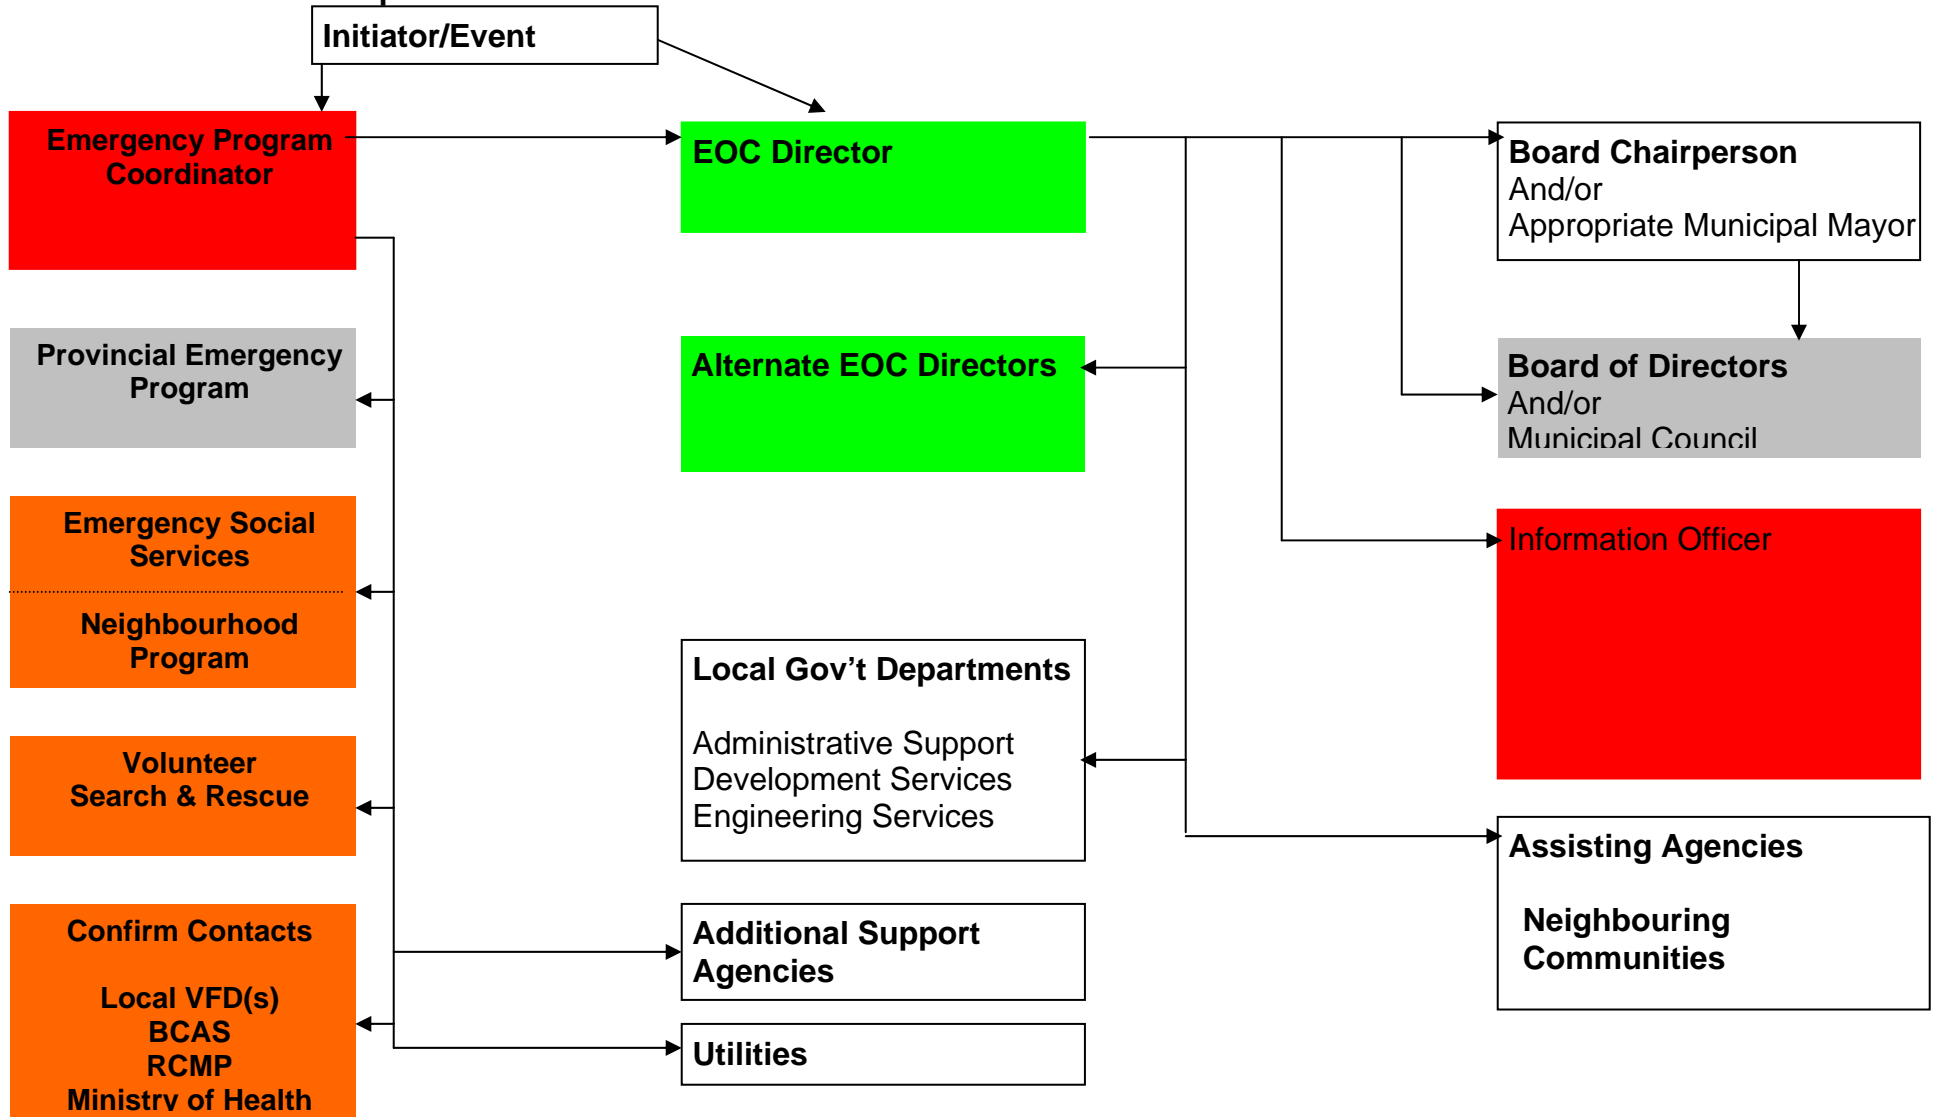 Initiator/Event
Emergency Program
Coordinator
EOC Director
Board Chairperson
And/or
Appropriate Municipal Mayor
Provincial Emergency
Program
Alternate EOC Directors
Board of Directors
And/or
Municipal Council
Emergency Social
Services
Neighbourhood
Program
Information Officer
Local Gov’t Departments
Administrative Support
Development Services
Engineering Services
Volunteer
Search & Rescue
Assisting Agencies
Neighbouring
Communities
Confirm Contacts
Local VFD(s)
BCAS
RCMP
Ministry of Health
Additional Support
Agencies
Utilities